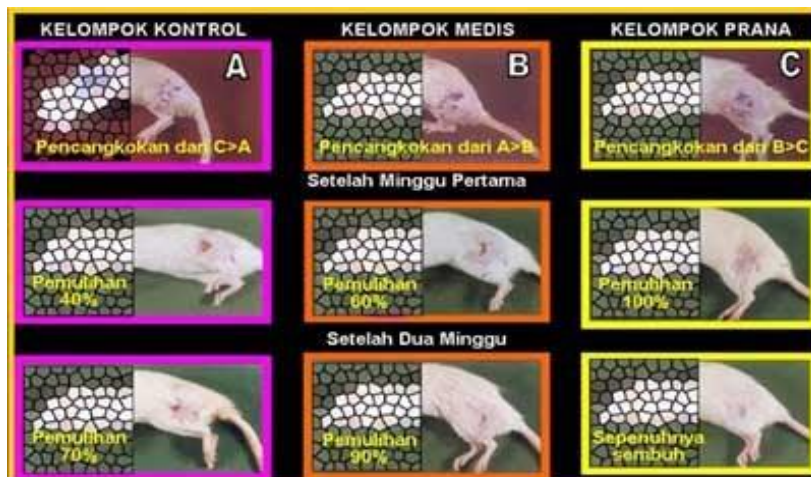 KELOMPOK KONTROL
KELOMPOK MEDIS
KELOMPOK PRANA
A
B
C
Pencangkokan dari C>A
Pencangkokan dari A>B
Pencangkokan dari B>C
Setelah Minggu Pertama
Pemulihan
40%
Pemulihan
60%
Pemulihan
100%
Setelah Dua Minggu
Pemulihan
70%
Pemulihan
90%
Sepenuhnya
sembuh